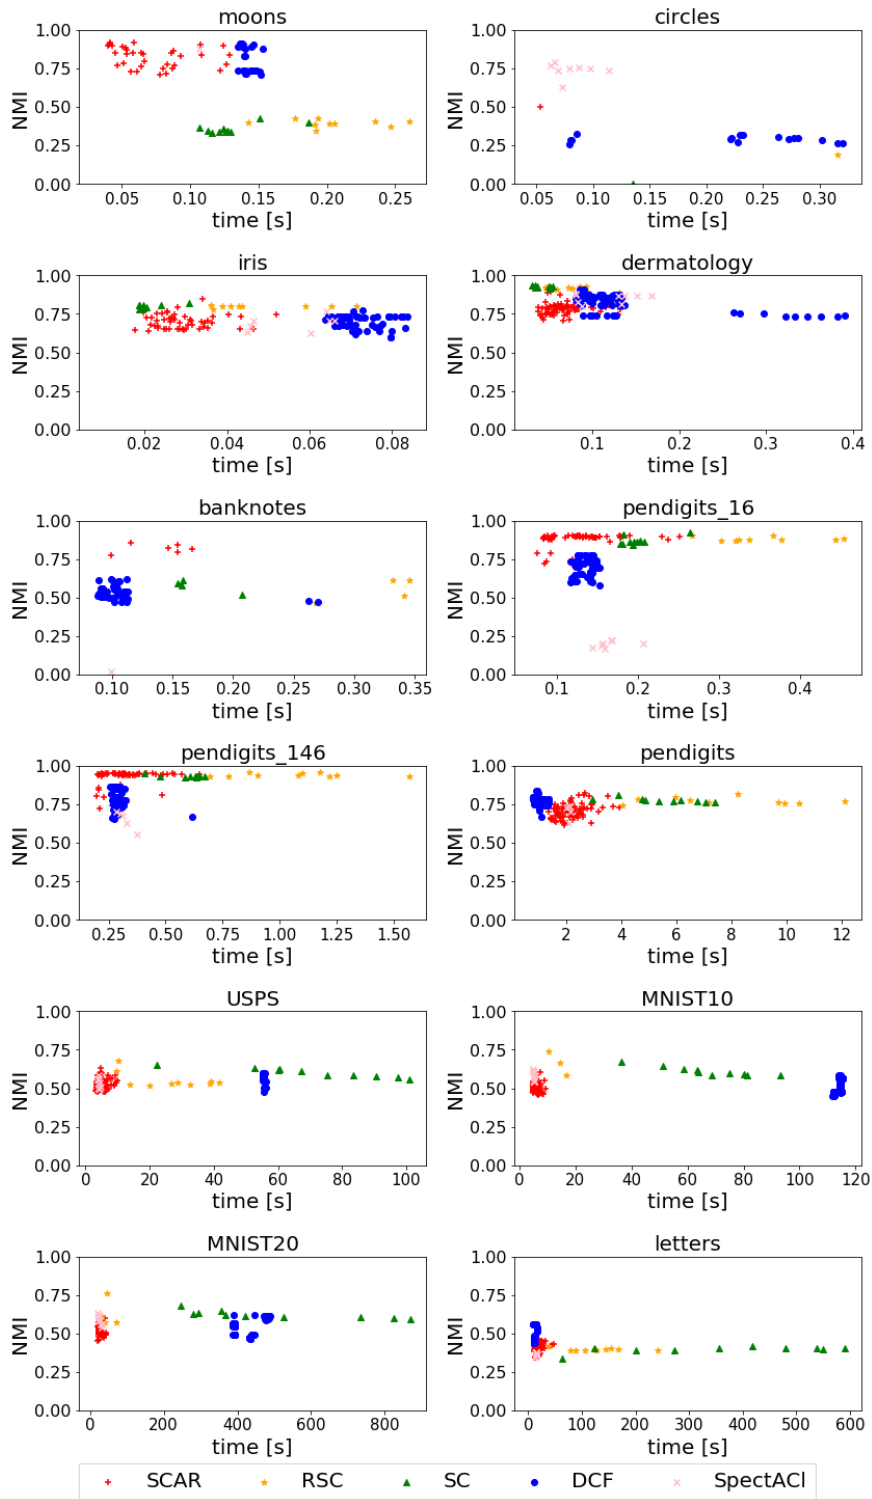 moons
circles
1.00
0.75
0.50
0.25
0.00
NMI
0.05 0.10 0.15 0.20 0.25
time [s]
1.00
0.75
0.50
0.25
0.00
NMI
0.05 0.10 0.15 0.20 0.25 0.30
time [s]
iris
dermatology
1.00
0.75
0.50
0.25
0.00
NMI
0.02 0.04 0.06 0.08
time [s]
1.00
0.75
0.50
0.25
0.00
NMI
0.1 0.2 0.3 0.4
time [s]
banknotes
pendigits_16
1.00
0.75
0.50
0.25
0.00
NMI
0.10 0.15 0.20 0.25 0.30 0.35
time [s]
1.00
0.75
0.50
0.25
0.00
NMI
0.1 0.2 0.3 0.4
time [s]
pendigits_146
pendigits
1.00
0.75
0.50
0.25
0.00
NMI
0.25 0.50 0.75 1.00 1.25 1.50
time [s]
1.00
0.75
0.50
0.25
0.00
NMI
2 4 6 8 10 12
time [s]
USPS
MNIST10
1.00
0.75
0.50
0.25
0.00
NMI
0 20 40 60 80 100
time [s]
1.00
0.75
0.50
0.25
0.00
NMI
0 20 40 60 80 100 120
time [s]
MNIST20
letters
1.00
0.75
0.50
0.25
0.00
NMI
0 200 400 600 800
time [s]
1.00
0.75
0.50
0.25
0.00
NMI
0 100 200 300 400 500 600
time [s]
SCAR RSC SC DCF SpectACl